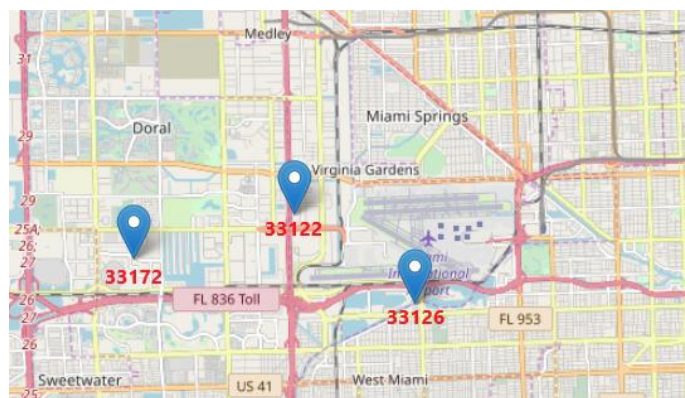 Medley
31
Miami Springs
Doral
29
Virginia Gardens
29
25A;
33122
26;
27
33172
Miami
International
Airport
26
FL 836 Toll
33126
27
FL 953
26
Sweetwater
US 41
West Miami
25